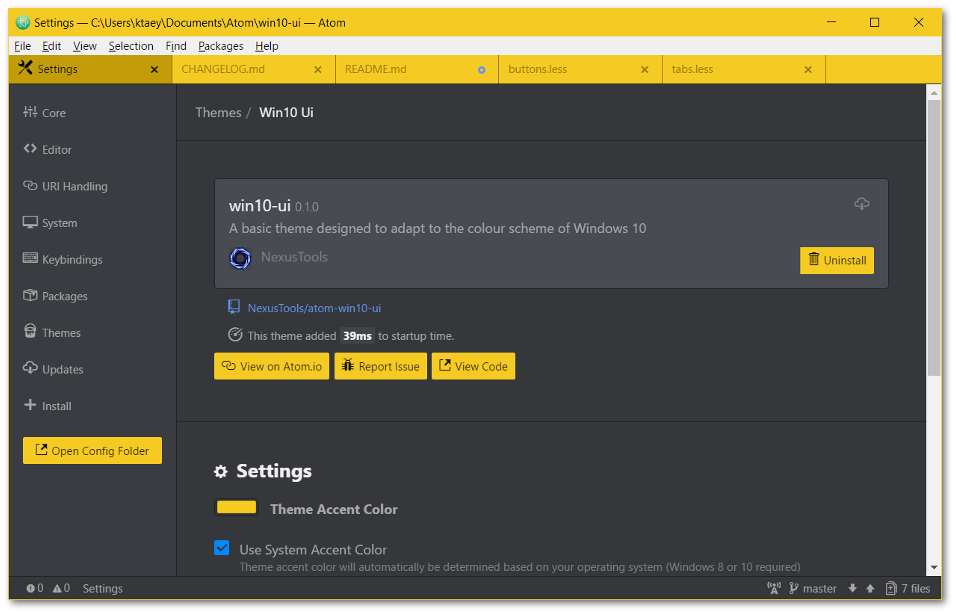 Settings — C:\Users\ktaey\Documents\Atom\win10-ui — Atom
File Edit View Selection Find Packages Help
Settings CHANGELOG.md README.md buttons.less tabs.less
Core
Editor
URI Handling
System
Keybindings
Packages
Themes
Updates
Install
Open Config Folder
Themes / Win10 Ui
win10-ui 0.1.0
A basic theme designed to adapt to the colour scheme of Windows 10
NexusTools
Uninstall
NexusTools/atom-win10-ui
This theme added 39ms to startup time.
View on Atom.io Report Issue View Code
Settings
Theme Accent Color
Use System Accent Color
Theme accent color will automatically be determined based on your operating system (Windows 8 or 10 required)
0 0 Settings master 7 files